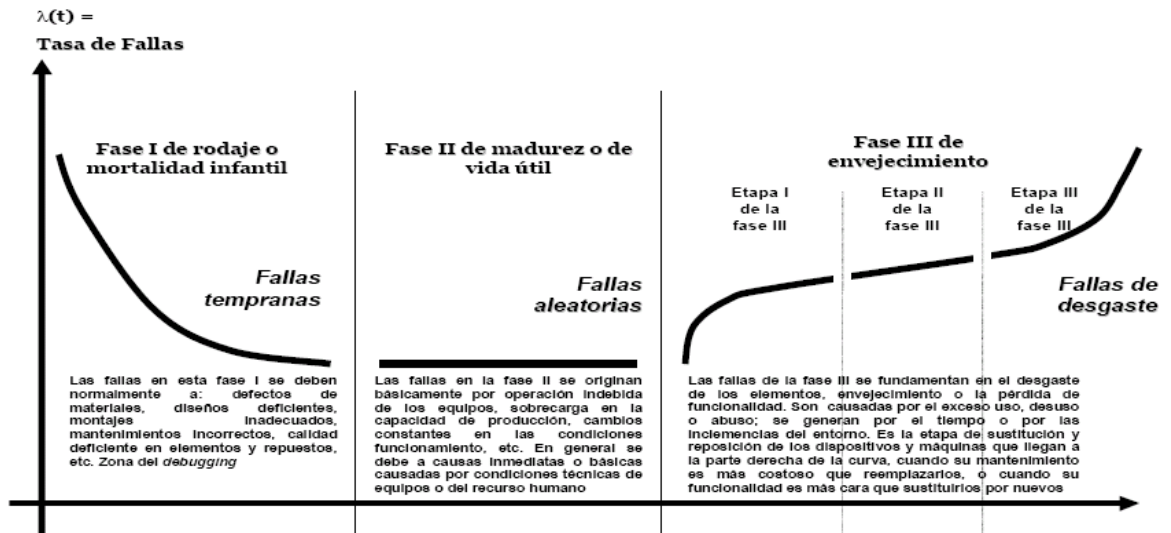 λ(t) =
Tasa de Fallas
Fase I de rodaje o
mortalidad infantil
Fallas
tempranas
Las fallas en esta fase I se deben
normalmente a: defectos de
materiales, diseños deficientes,
montajes inadecuados,
mantenimientos incorrectos, calidad
deficiente en elementos y repuestos,
etc. Zona del debugging
Fase II de madurez o de
vida útil
Fallas
aleatorias
Las fallas en la fase II se originan
básicamente por operación indebida
de los equipos, sobrecarga en la
capacidad de producción, cambios
constantes en las condiciones
funcionamiento, etc. En general se
debe a causas inmediatas o básicas
causadas por condiciones técnicas de
equipos o del recurso humano
Fase III de
envejecimiento
Etapa I
de la
fase III
Etapa II
de la
fase III
Etapa III
de la
fase III
Fallas de
desgaste
Las fallas de la fase III se fundamentan en el desgaste
de los elementos, envejecimiento o la pérdida de
funcionalidad. Son causadas por el exceso uso, desuso
o abuso; se generan por el tiempo o por las
inclemencias del entorno. Es la etapa de sustitución y
reposición de los dispositivos y máquinas que llegan a
la parte derecha de la curva, cuando su mantenimiento
es más costoso que reemplazarlos, o cuando su
funcionalidad es más cara que sustituirlos por nuevos